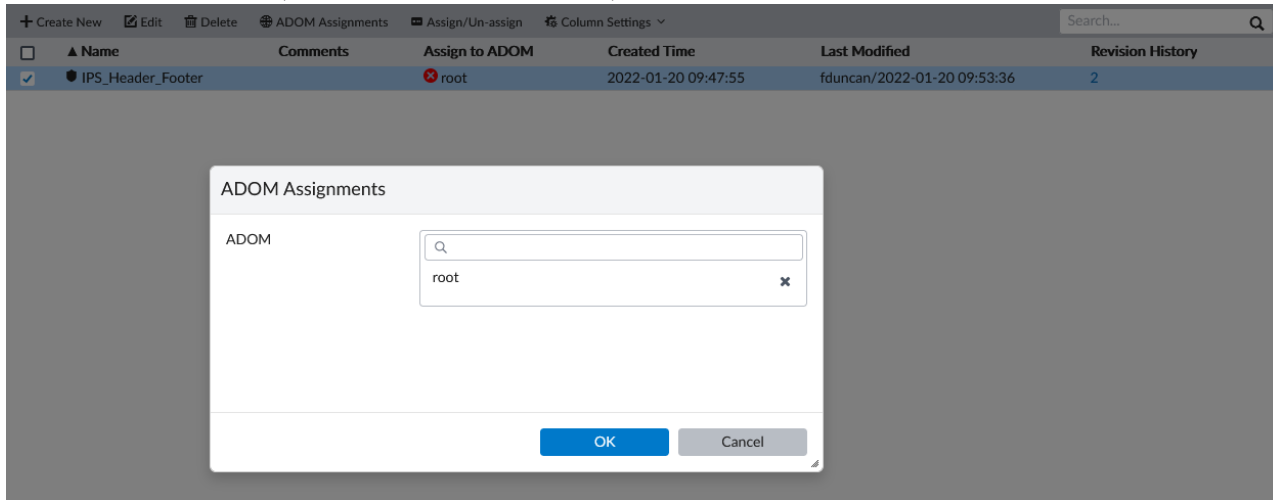 Create New Edit Delete ADOM Assignments Assign/Un-assign Column Settings Search...
Name Comments Assign to ADOM Created Time Last Modified Revision History
IPS_Header_Footer root 2022-01-20 09:47:55 fduncan/2022-01-20 09:53:36 2
ADOM Assignments
ADOM
root
OK Cancel